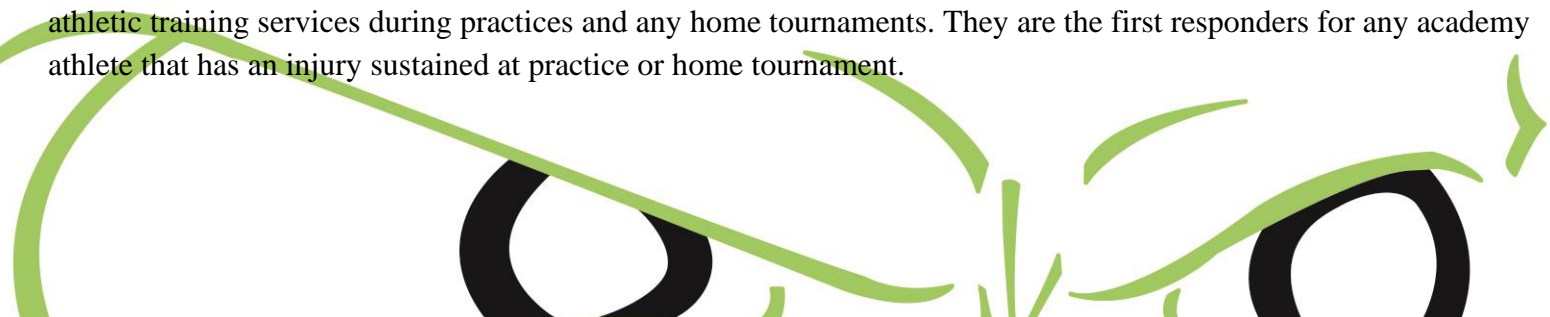 athletic training services during practices and any home tournaments. They are the first responders for any academy
athlete that has an injury sustained at practice or home tournament.